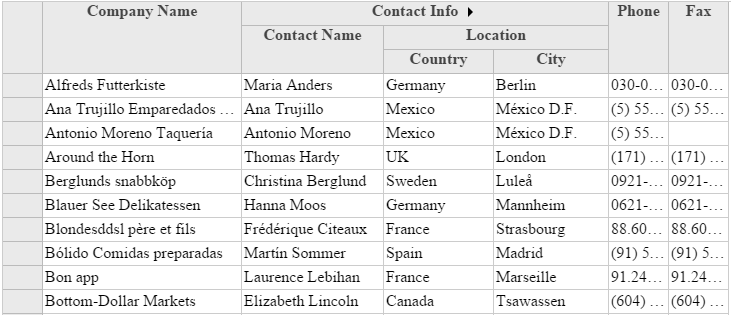 Company Name Contact Info Phone Fax
Contact Name Location
Country City
Alfreds Futterkiste Maria Anders Germany Berlin 030-0... 030-0...
Ana Trujillo Emparedados ... Ana Trujillo Mexico México D.F. (5) 55... (5) 55...
Antonio Moreno Taquería Antonio Moreno Mexico México D.F. (5) 55...
Around the Horn Thomas Hardy UK London (171) ... (171) ...
Berglunds snabbköp Christina Berglund Sweden Luleå 0921-... 0921-...
Blauer See Delikatessen Hanna Moos Germany Mannheim 0621-... 0621-...
Blondesddsl père et fils Frédérique Citeaux France Strasbourg 88.60... 88.60...
Bólido Comidas preparadas Martín Sommer Spain Madrid (91) 5... (91) 5...
Bon app Laurence Lebihan France Marseille 91.24... 91.24...
Bottom-Dollar Markets Elizabeth Lincoln Canada Tsawassen (604) ... (604) ...